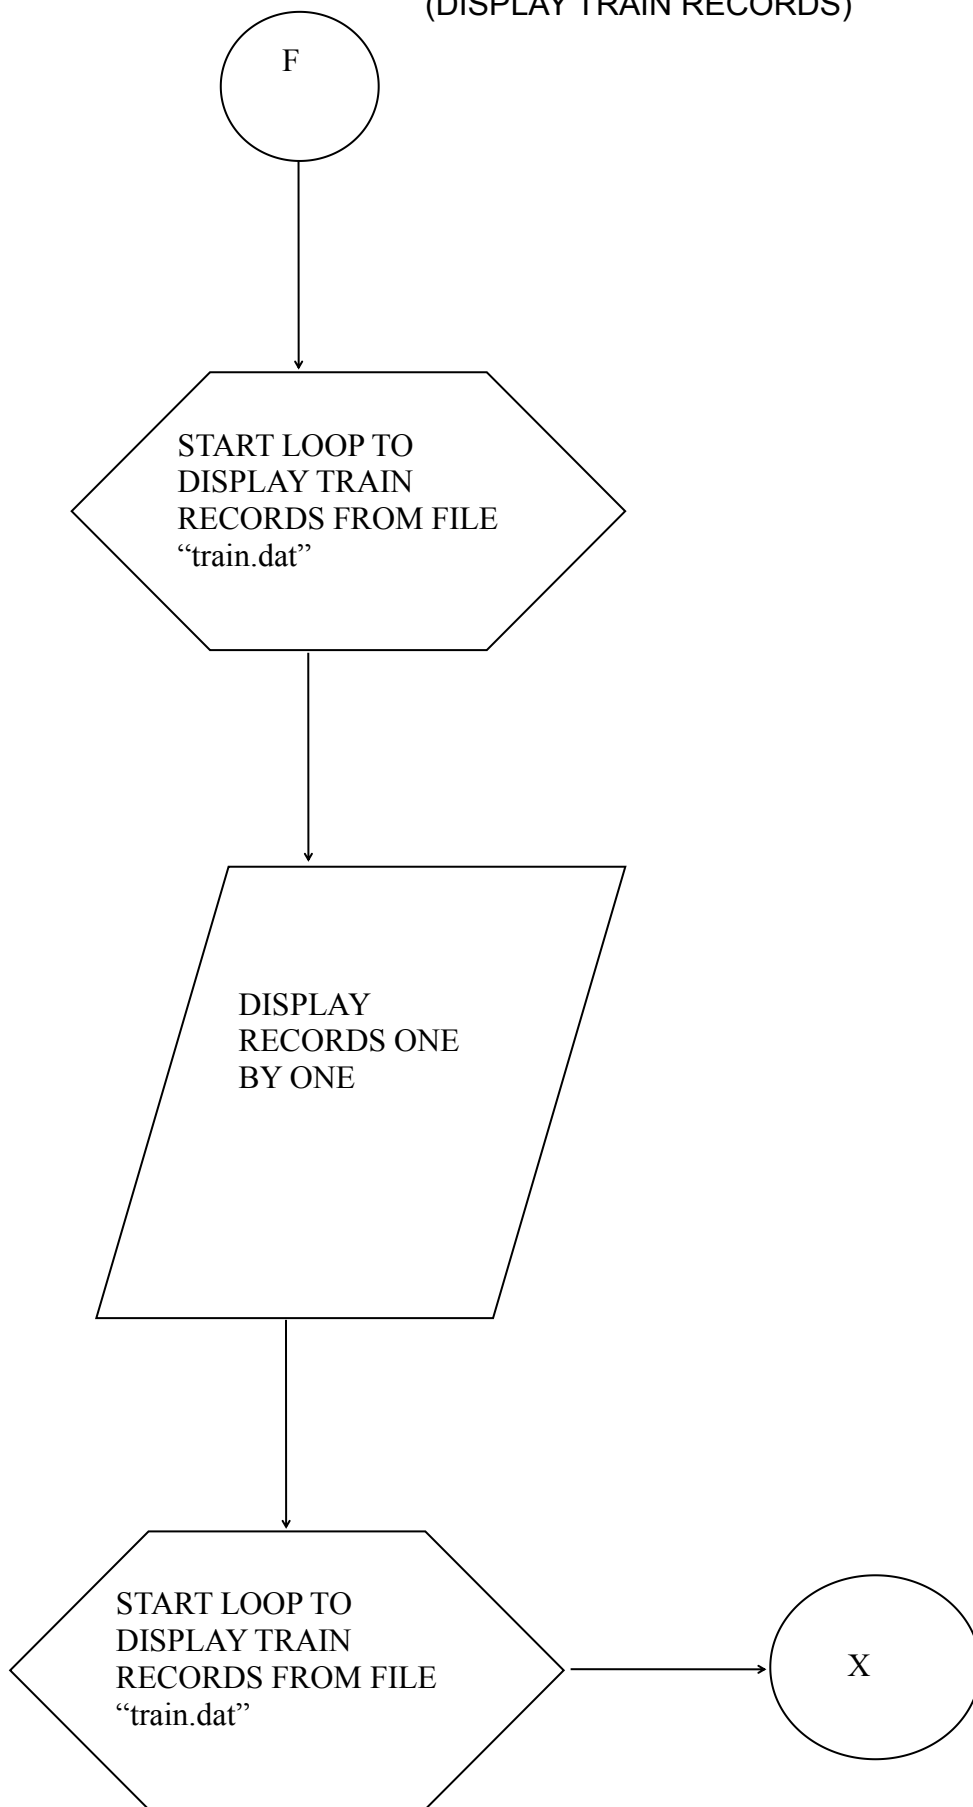 (DISPLAY TRAIN RECORDS)
F
START LOOP TO
DISPLAY TRAIN
RECORDS FROM FILE
“train.dat”
DISPLAY
RECORDS ONE
BY ONE
START LOOP TO
DISPLAY TRAIN
RECORDS FROM FILE
“train.dat”
X